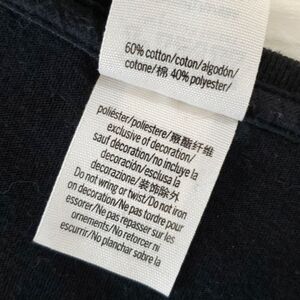 60% cotton/coton/algodón/
cotone/棉 40% polyester/
poliéster/poliestere/聚酯纤维
exclusive of decoration/
sauf décoration/no incluye la
decoración/esclusa la
decorazione/装饰除外
Do not wring or twist/Do not iron
on decoration/Ne pas tordre pour
essorer/Ne pas repasser sur les
ornements/No retorcer ni
escurrir/No planchar sobre la